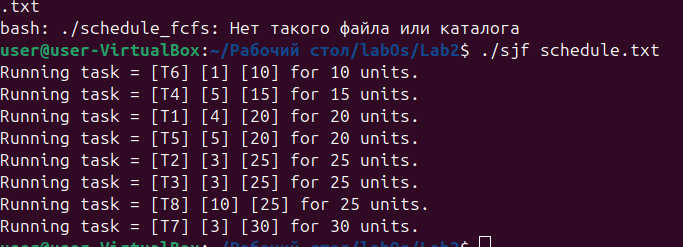 .txt
bash: ./schedule_fcfs: Нет такого файла или каталога
user@user-VirtualBox:~/Рабочий стол/labOs/Lab2$ ./sjf schedule.txt
Running task = [T6] [1] [10] for 10 units.
Running task = [T4] [5] [15] for 15 units.
Running task = [T1] [4] [20] for 20 units.
Running task = [T5] [5] [20] for 20 units.
Running task = [T2] [3] [25] for 25 units.
Running task = [T3] [3] [25] for 25 units.
Running task = [T8] [10] [25] for 25 units.
Running task = [T7] [3] [30] for 30 units.
user@user-VirtualBox:~/Рабочий стол/labOs/Lab2$